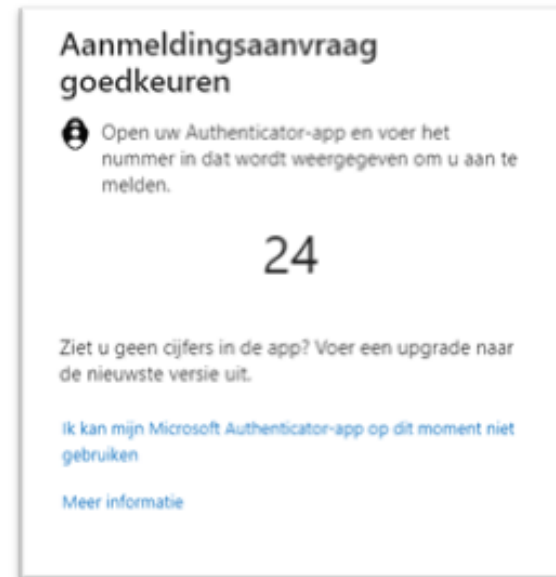 Aanmeldingsaanvraag
goedkeuren
Open uw Authenticator-app en voer het
nummer in dat wordt weergegeven om u aan te
melden.
24
Ziet u geen cijfers in de app? Voer een upgrade naar
de nieuwste versie uit.
Ik kan mijn Microsoft Authenticator-app op dit moment niet
gebruiken
Meer informatie